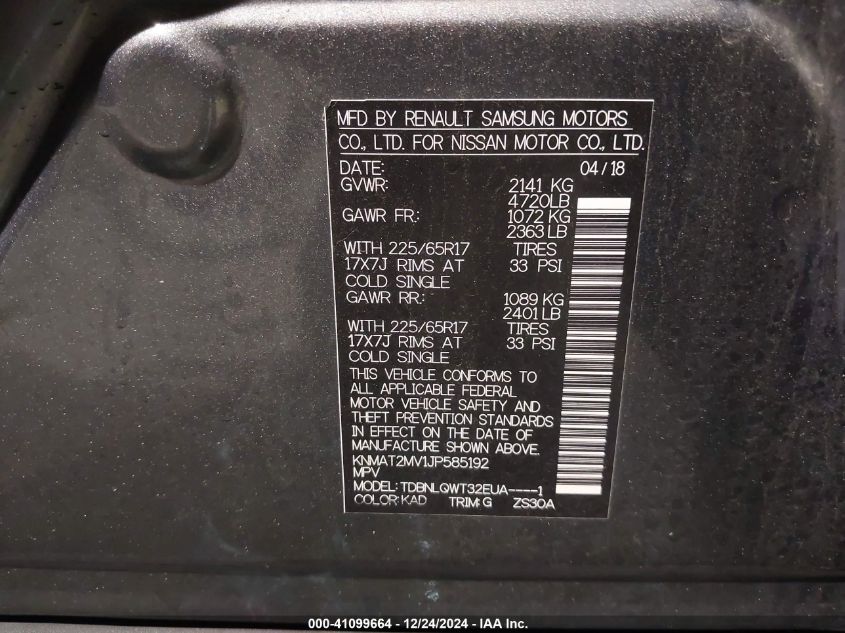 MFD BY RENAULT SAMSUNG MOTORS
CO., LTD. FOR NISSAN MOTOR CO., LTD.
DATE: 04/18
GVWR: 2141 KG
4720LB
GAWR FR: 1072 KG
2363 LB
WITH 225/65R17 TIRES
17X7J RIMS AT 33 PSI
COLD SINGLE
GAWR RR: 1089 KG
2401 LB
WITH 225/65R17 TIRES
17X7J RIMS AT 33 PSI
COLD SINGLE
THIS VEHICLE CONFORMS TO
ALL APPLICABLE FEDERAL
MOTOR VEHICLE SAFETY AND
THEFT PREVENTION STANDARDS
IN EFFECT ON THE DATE OF
MANUFACTURE SHOWN ABOVE.
KNMAT2MV1JP585192
MPV
MODEL: TDBNLQWT32EUA----1
COLOR: KAD TRIM: G ZS30A
000-41099664 - 12/24/2024 - IAA Inc.